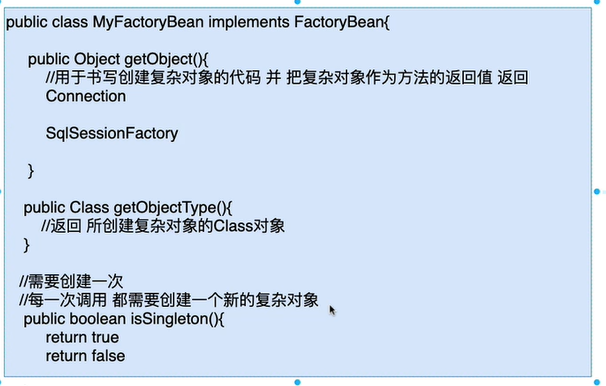 public class MyFactoryBean implements FactoryBean{
public Object getObject(){
//用于书写创建复杂对象的代码 并 把复杂对象作为方法的返回值 返回
Connection
SqlSessionFactory
}
public Class getObjectType(){
//返回 所创建复杂对象的Class对象
}
//需要创建一次
//每一次调用 都需要创建一个新的复杂对象
public boolean isSingleton(){
return true
return false